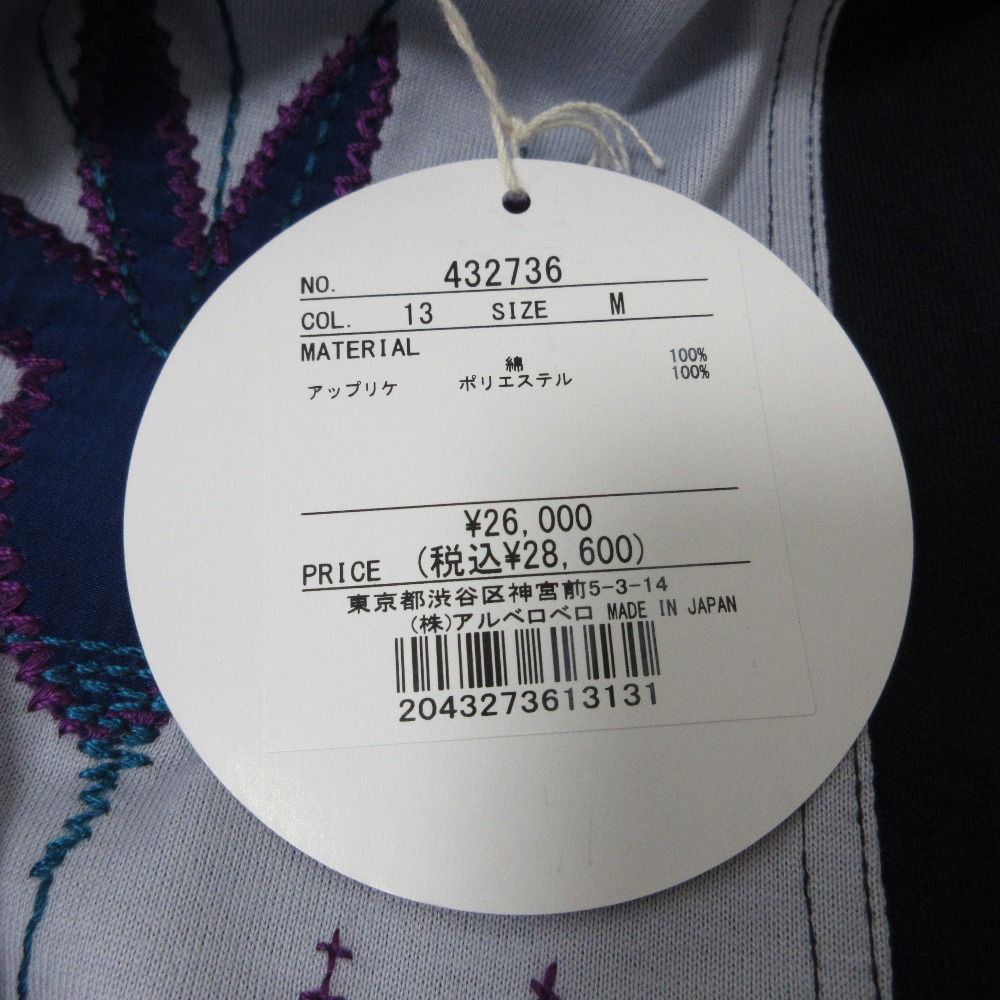 NO. 432736
COL. 13 SIZE M
MATERIAL
綿 100%
アップリケ ポリエステル 100%
¥26,000
PRICE (税込¥28,600)
東京都渋谷区神宮前5-3-14
(株)アルベロベロ MADE IN JAPAN
2043273613131